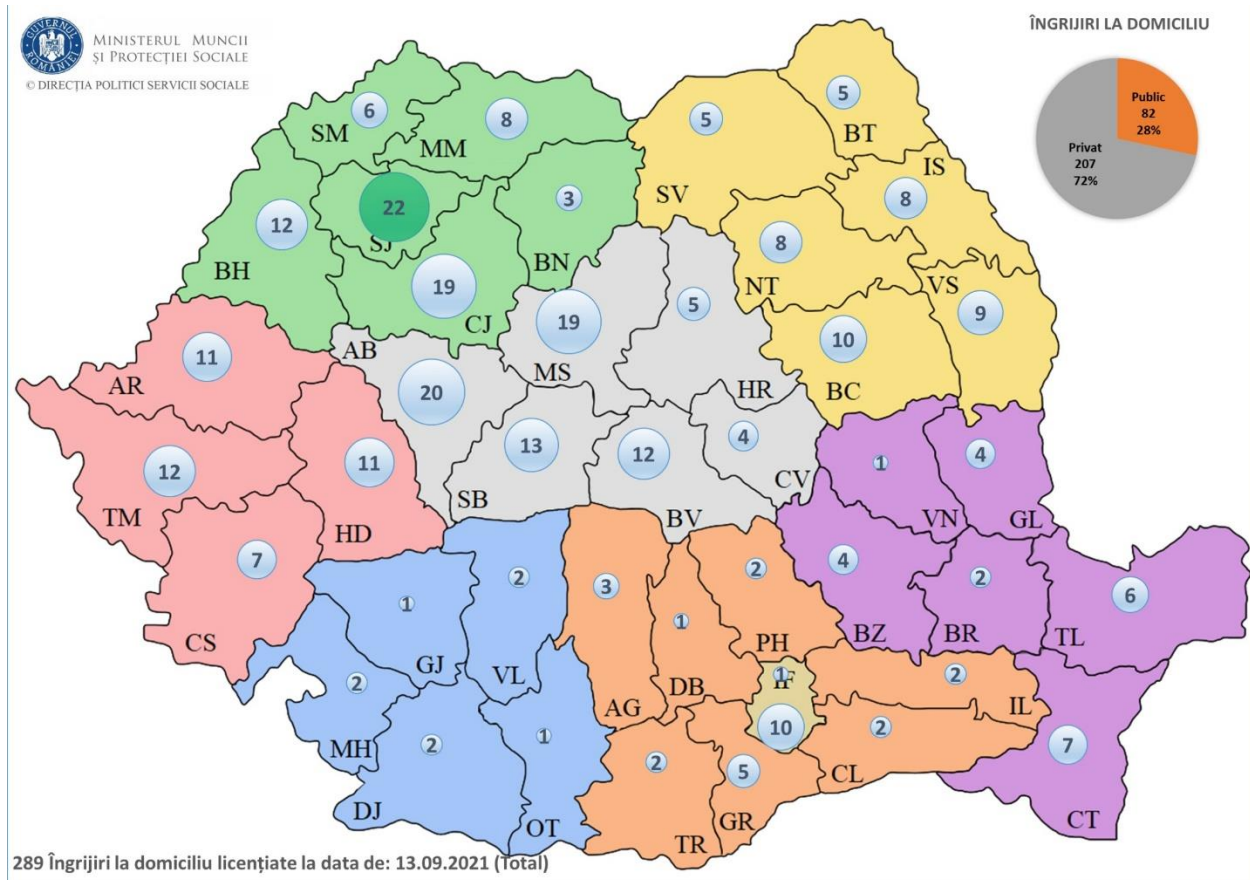 GUVERNUL
ROMÂNIEI
MINISTERUL MUNCII
ȘI PROTECȚIEI SOCIALE
© DIRECȚIA POLITICI SERVICII SOCIALE
ÎNGRIJIRI LA DOMICILIU
Public
82
28%
Privat
207
72%
6
SM
8
MM
5
SV
5
BT
IS
8
12
BH
22
SJ
3
BN
8
NT
VS
9
19
CJ
19
MS
5
HR
10
BC
11
AR
AB
20
13
SB
12
BV
4
CV
1
VN
4
GL
12
TM
11
HD
7
CS
1
GJ
2
VL
3
AG
1
DB
2
PH
4
BZ
2
BR
6
TL
2
MH
2
DJ
1
OT
2
TR
5
GR
1
IF
10
2
IL
2
CL
7
CT
289 Îngrijiri la domiciliu licențiate la data de: 13.09.2021 (Total)